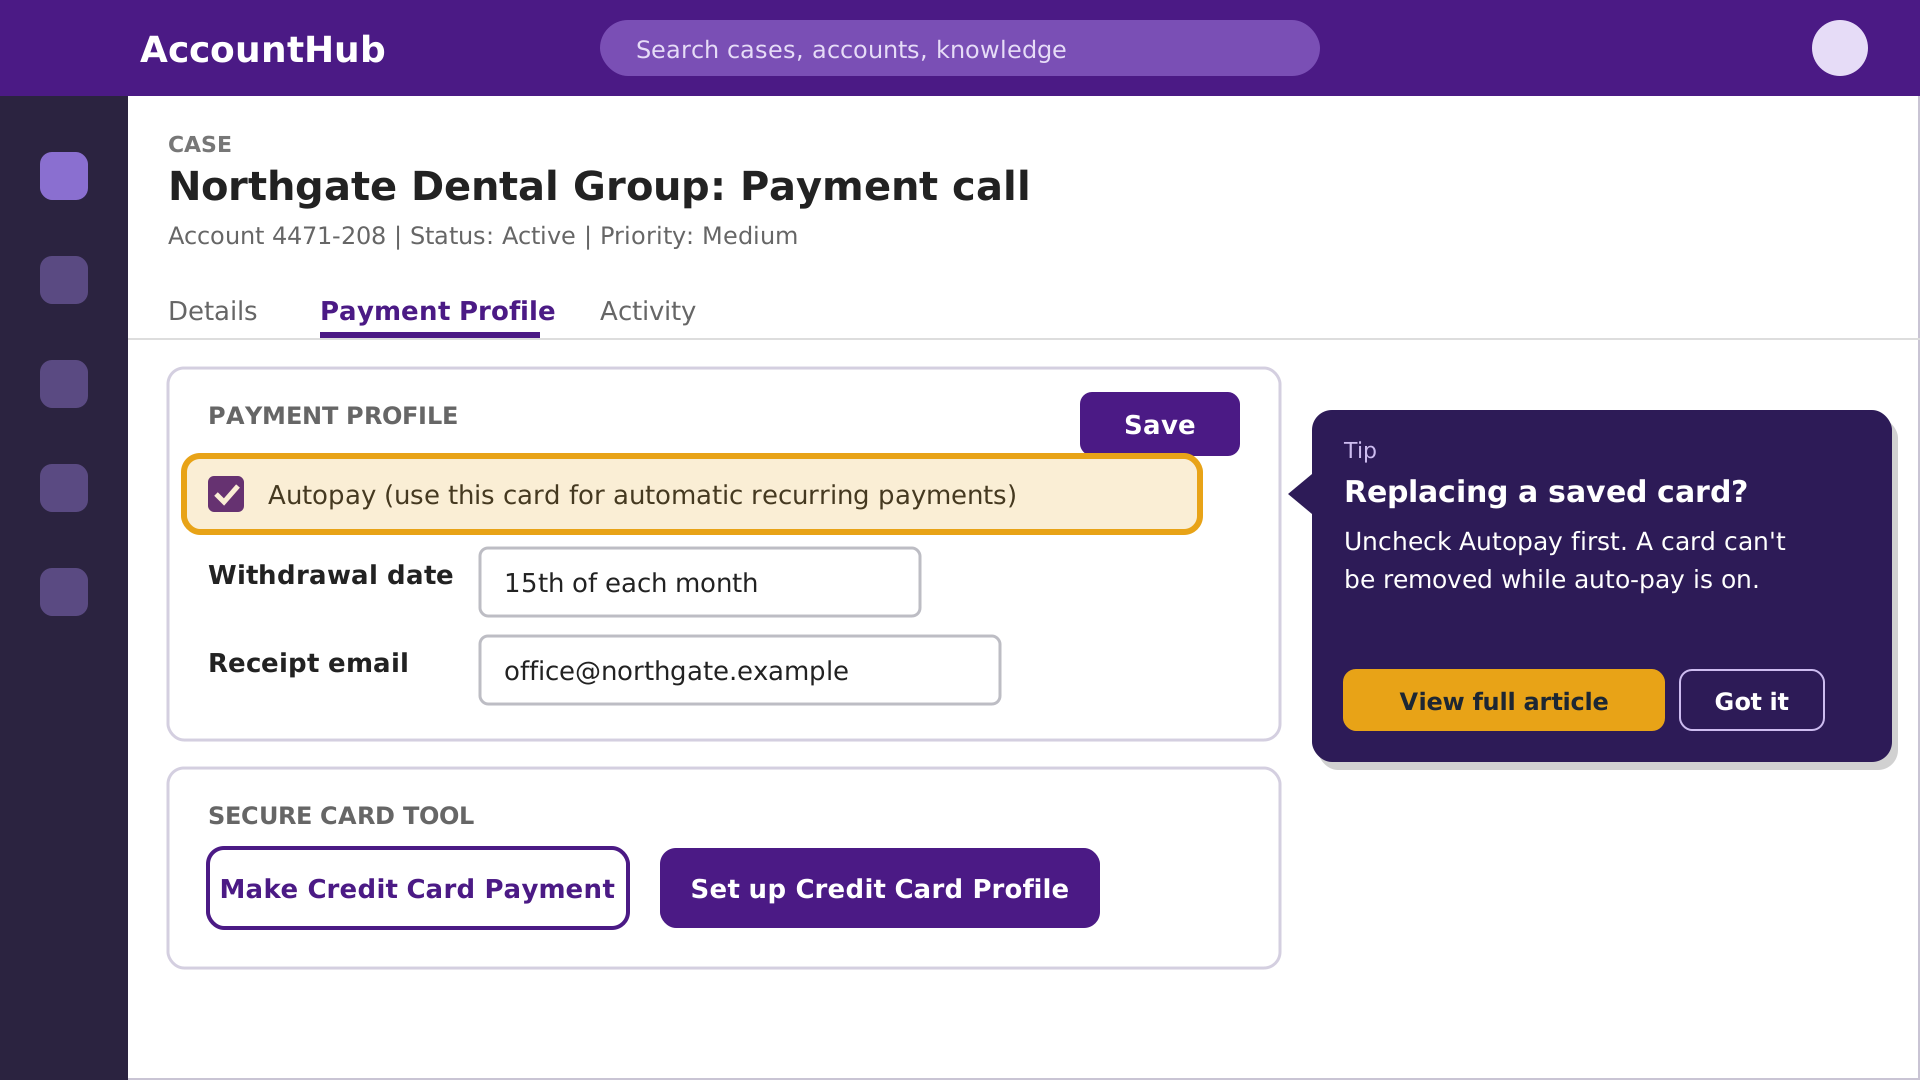 AccountHub
Search cases, accounts, knowledge
CASE
Northgate Dental Group: Payment call
Account 4471-208 | Status: Active | Priority: Medium
Details
Payment Profile
Activity
PAYMENT PROFILE
Save
Autopay (use this card for automatic recurring payments)
Withdrawal date
15th of each month
Receipt email
office@northgate.example
Tip
Replacing a saved card?
Uncheck Autopay first. A card can't
be removed while auto-pay is on.
View full article
Got it
SECURE CARD TOOL
Make Credit Card Payment
Set up Credit Card Profile